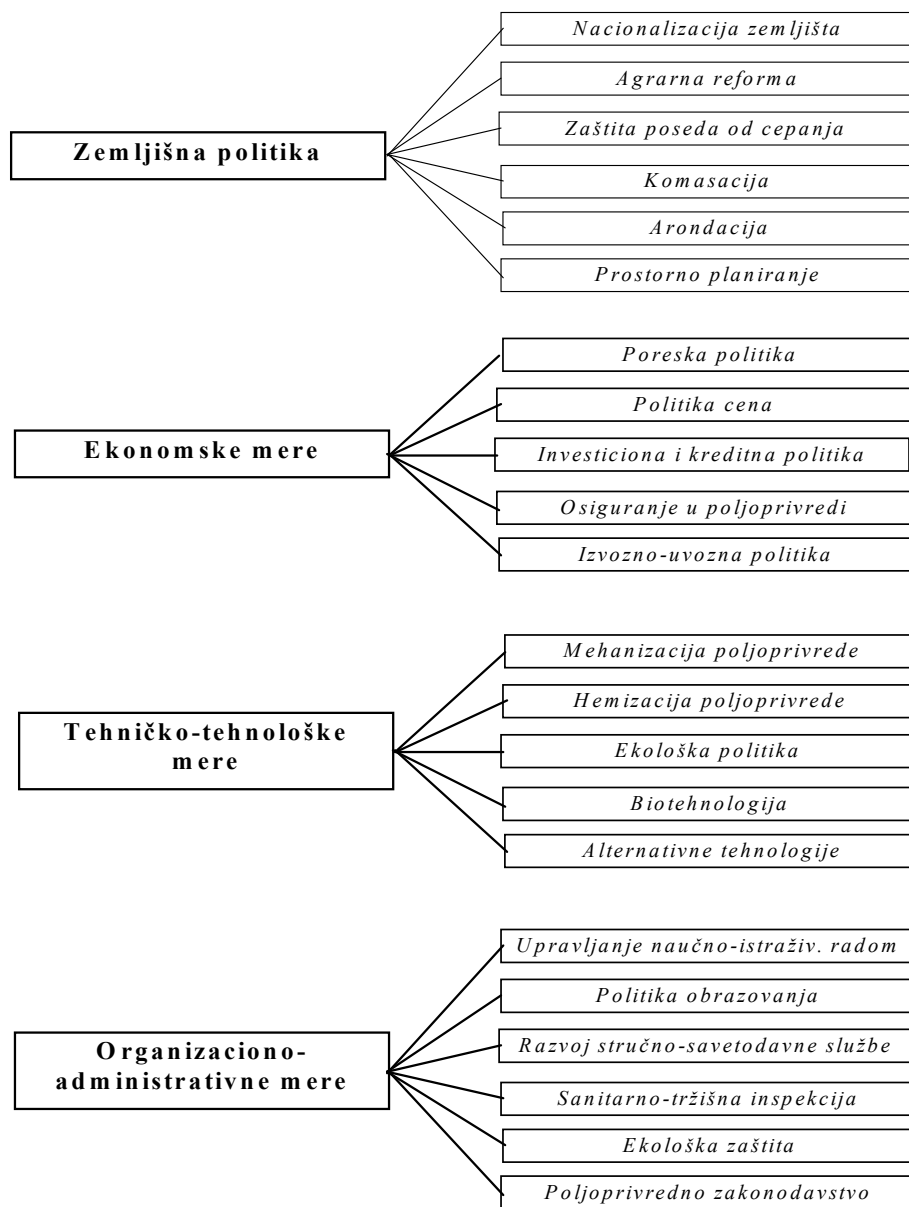 Zemljišna politika
Nacionalizacija zemljišta
Agrarna reforma
Zaštita poseda od cepanja
Komasacija
Arondacija
Prostorno planiranje
Ekonomske mere
Poreska politika
Politika cena
Investiciona i kreditna politika
Osiguranje u poljoprivredi
Izvozno-uvozna politika
Tehničko-tehnološke
mere
Mehanizacija poljoprivrede
Hemizacija poljoprivrede
Ekološka politika
Biotehnologija
Alternativne tehnologije
Organizaciono-
administrativne mere
Upravljanje naučno-istraživ. radom
Politika obrazovanja
Razvoj stručno-savetodavne službe
Sanitarno-tržišna inspekcija
Ekološka zaštita
Poljoprivredno zakonodavstvo